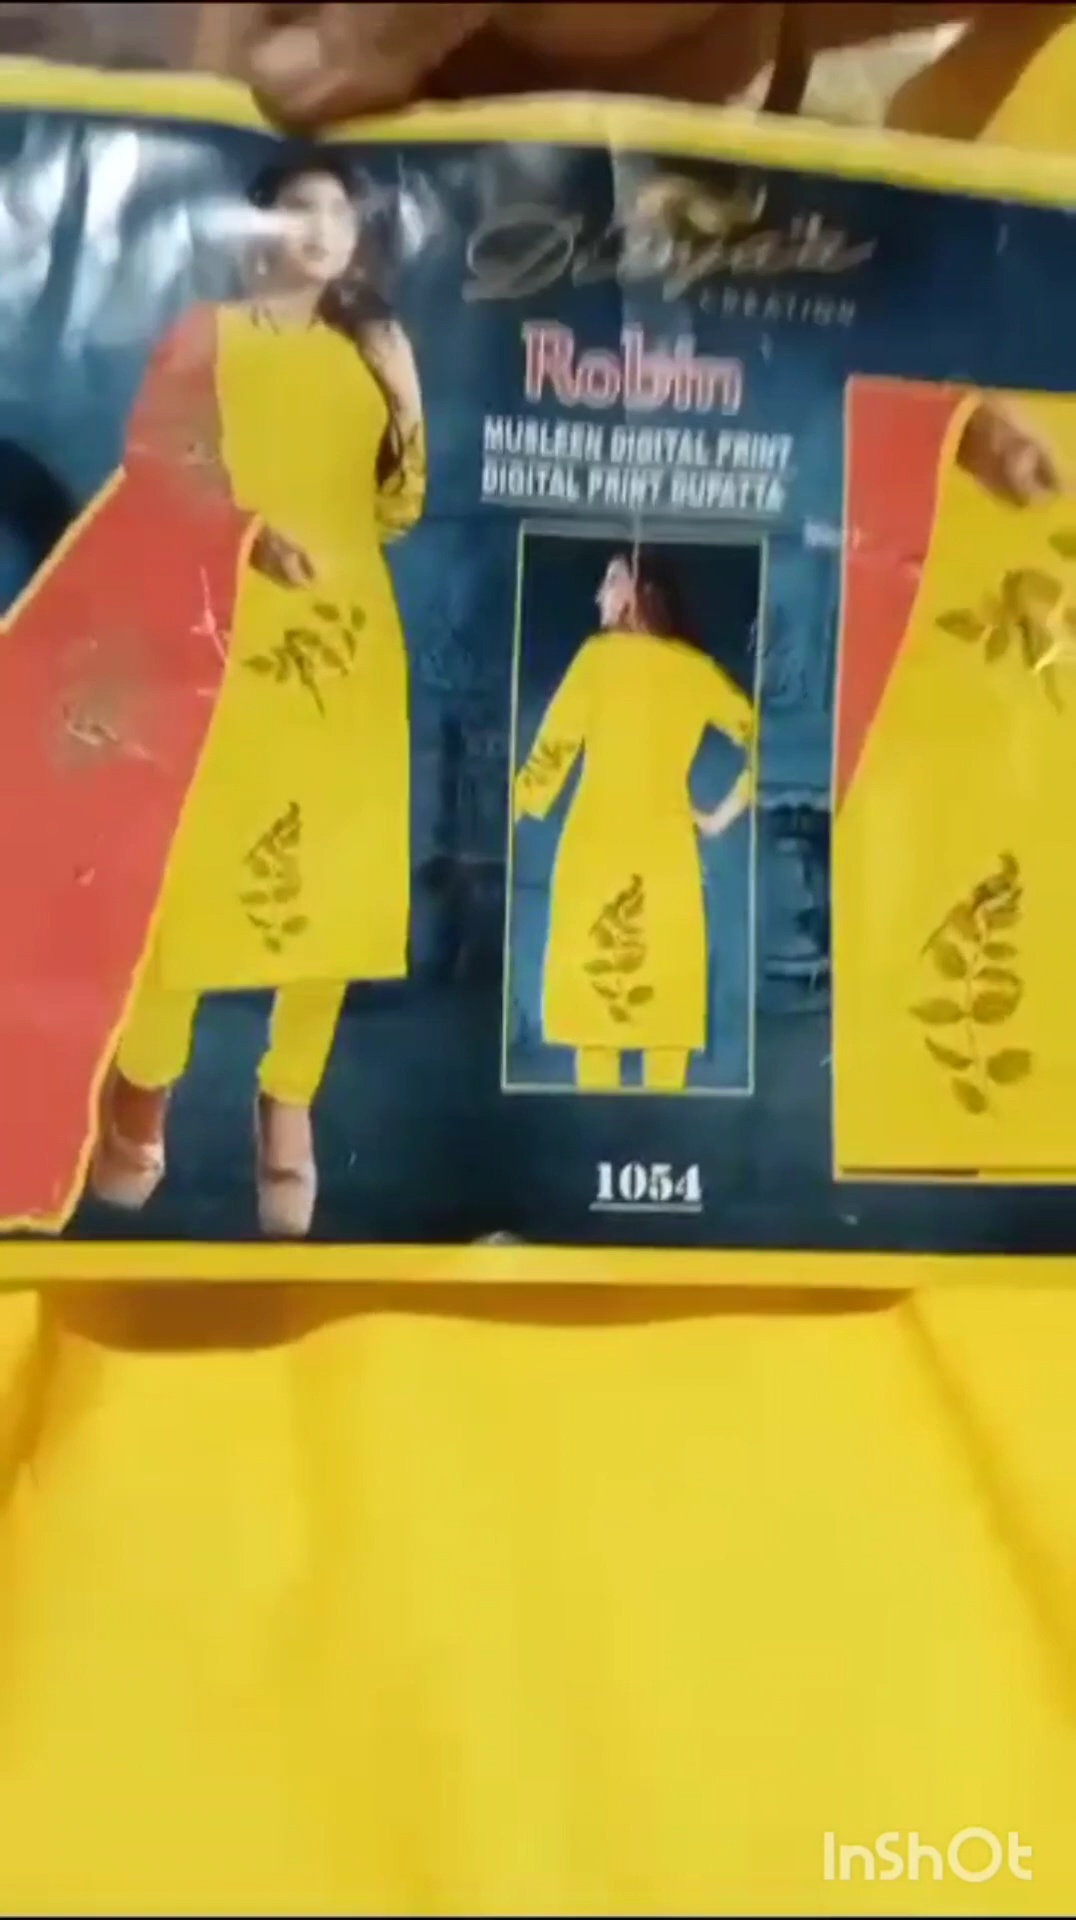 CREATION
Robin
MUSLEEN DIGITAL PRINT
DIGITAL PRINT DUPATTA
1054
InShOt